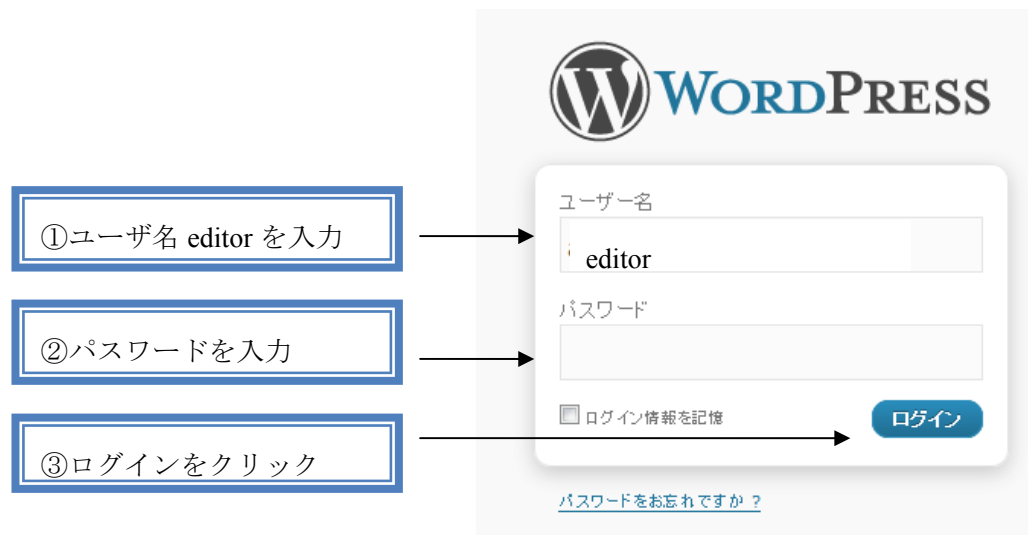 WORDPRESS
ユーザー名
①ユーザ名 editor を入力
editor
パスワード
②パスワードを入力
ログイン情報を記憶
ログイン
③ログインをクリック
パスワードをお忘れですか ?